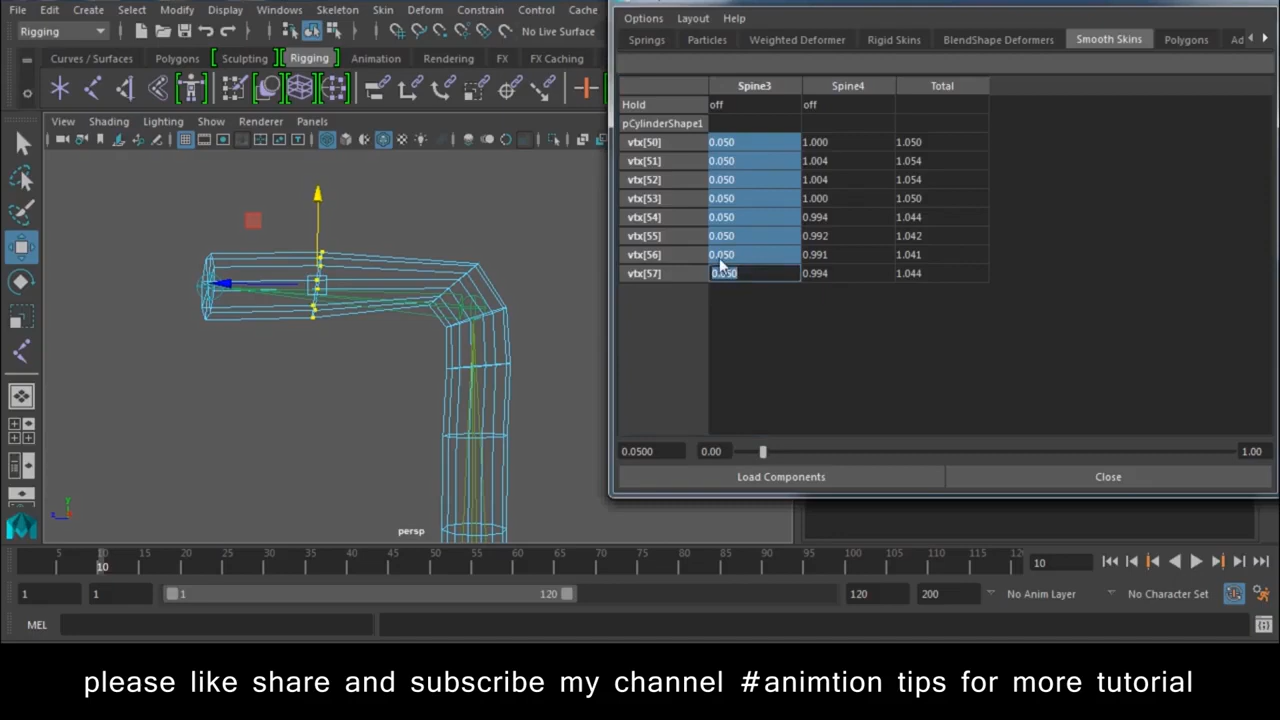 File Edit Create Select Modify Display Windows Skeleton Skin Deform Constrain Control Cache
Rigging
No Live Surface
Curves / Surfaces Polygons Sculpting Rigging Animation Rendering FX FX Caching
View Shading Lighting Show Renderer Panels
Options Layout Help
Springs Particles Weighted Deformer Rigid Skins BlendShape Deformers Smooth Skins Polygons Ad
Spine3 Spine4 Total
Hold off off
pCylinderShape1
vtx[50] 0.050 1.000 1.050
vtx[51] 0.050 1.004 1.054
vtx[52] 0.050 1.004 1.054
vtx[53] 0.050 1.000 1.050
vtx[54] 0.050 0.994 1.044
vtx[55] 0.050 0.992 1.042
vtx[56] 0.050 0.991 1.041
vtx[57] 0.050 0.994 1.044
0.0500 0.00 1.00
Load Components Close
y
z
persp
5 10 15 20 25 30 35 40 45 50 55 60 65 70 75 80 85 90 95 100 105 110 115 12
10
10
1 1 1 120 120 200 No Anim Layer No Character Set
MEL
please like share and subscribe my channel #animtion tips for more tutorial